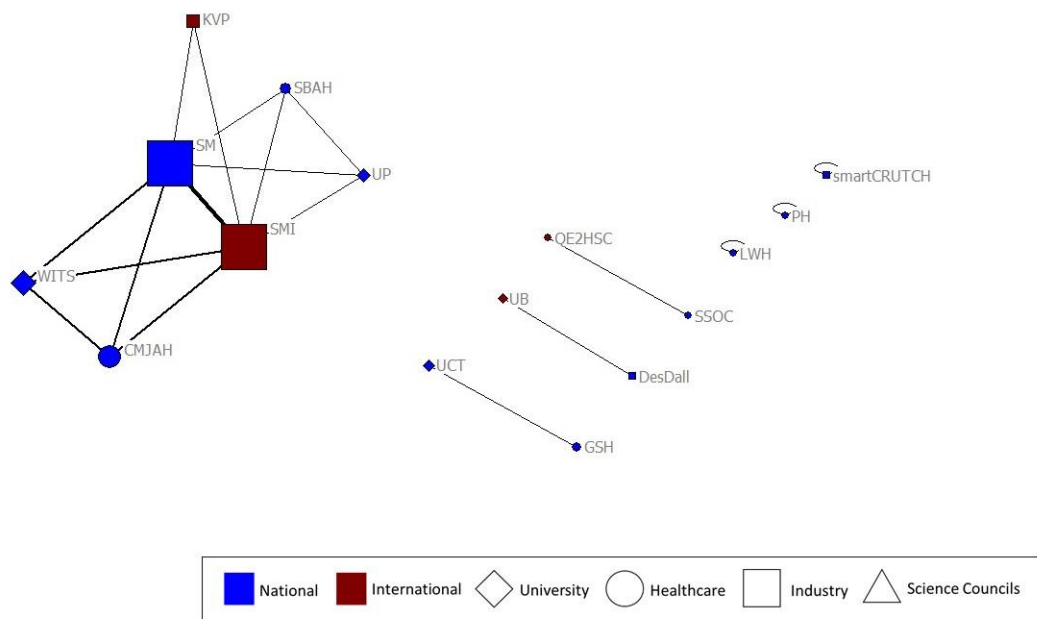 KVP
SBAH
SM
UP
smartCRUTCH
PH
SMI
QE2HSC
LWH
WITS
UB
SSOC
CMJAH
UCT
DesDall
GSH
National International University Healthcare Industry Science Councils